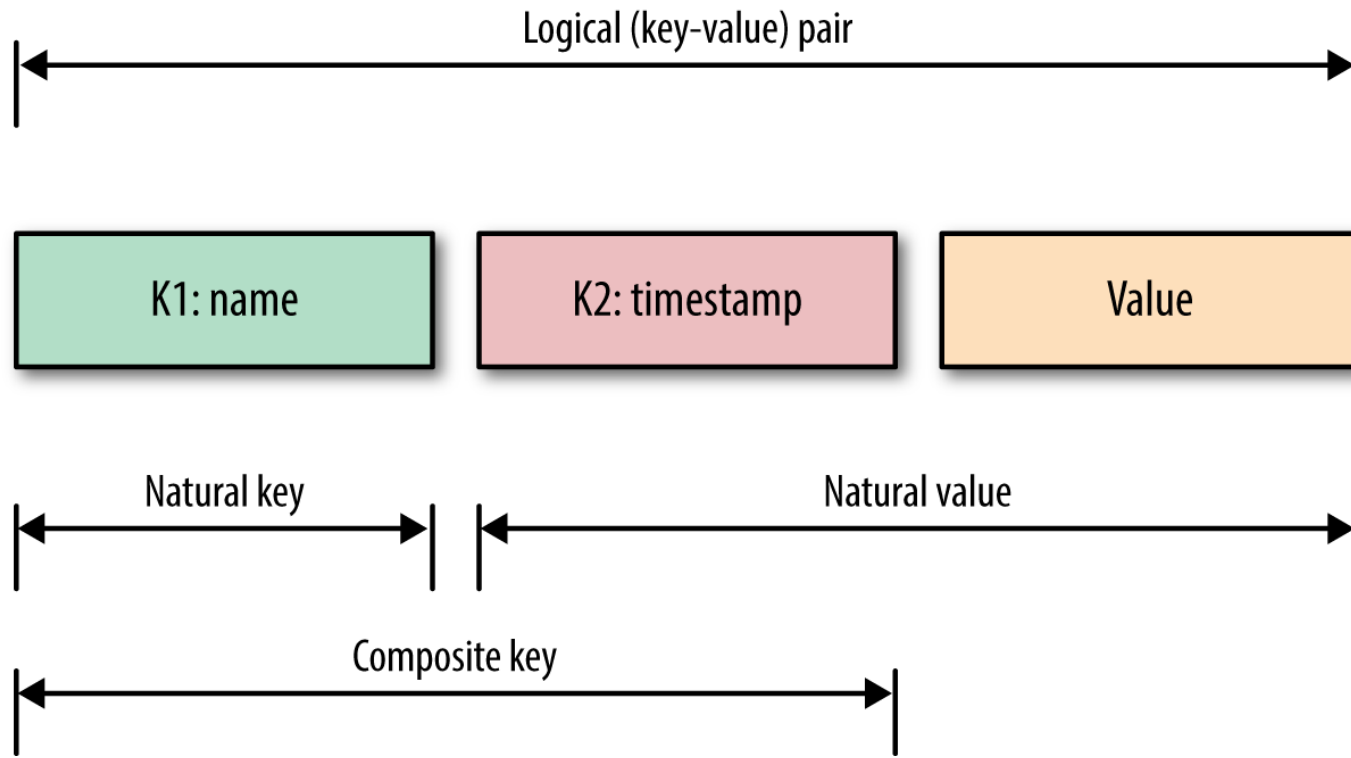 Logical (key-value) pair
K1: name
K2: timestamp
Value
Natural key
Natural value
Composite key